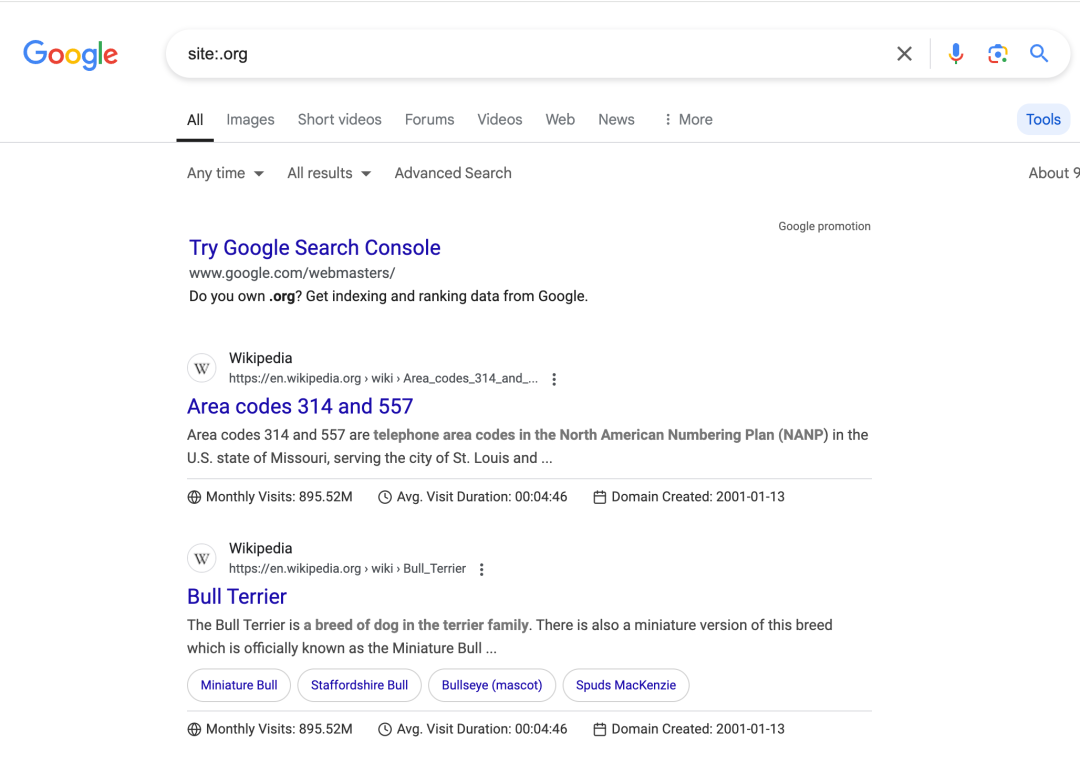 Google
site:.org
All Images Short videos Forums Videos Web News More Tools
Any time All results Advanced Search About 9
Google promotion
Try Google Search Console
www.google.com/webmasters/
Do you own .org? Get indexing and ranking data from Google.
W Wikipedia
https://en.wikipedia.org › wiki › Area_codes_314_and_...
Area codes 314 and 557
Area codes 314 and 557 are telephone area codes in the North American Numbering Plan (NANP) in the
U.S. state of Missouri, serving the city of St. Louis and ...
Monthly Visits: 895.52M Avg. Visit Duration: 00:04:46 Domain Created: 2001-01-13
W Wikipedia
https://en.wikipedia.org › wiki › Bull_Terrier
Bull Terrier
The Bull Terrier is a breed of dog in the terrier family. There is also a miniature version of this breed
which is officially known as the Miniature Bull ...
Miniature Bull Staffordshire Bull Bullseye (mascot) Spuds MacKenzie
Monthly Visits: 895.52M Avg. Visit Duration: 00:04:46 Domain Created: 2001-01-13